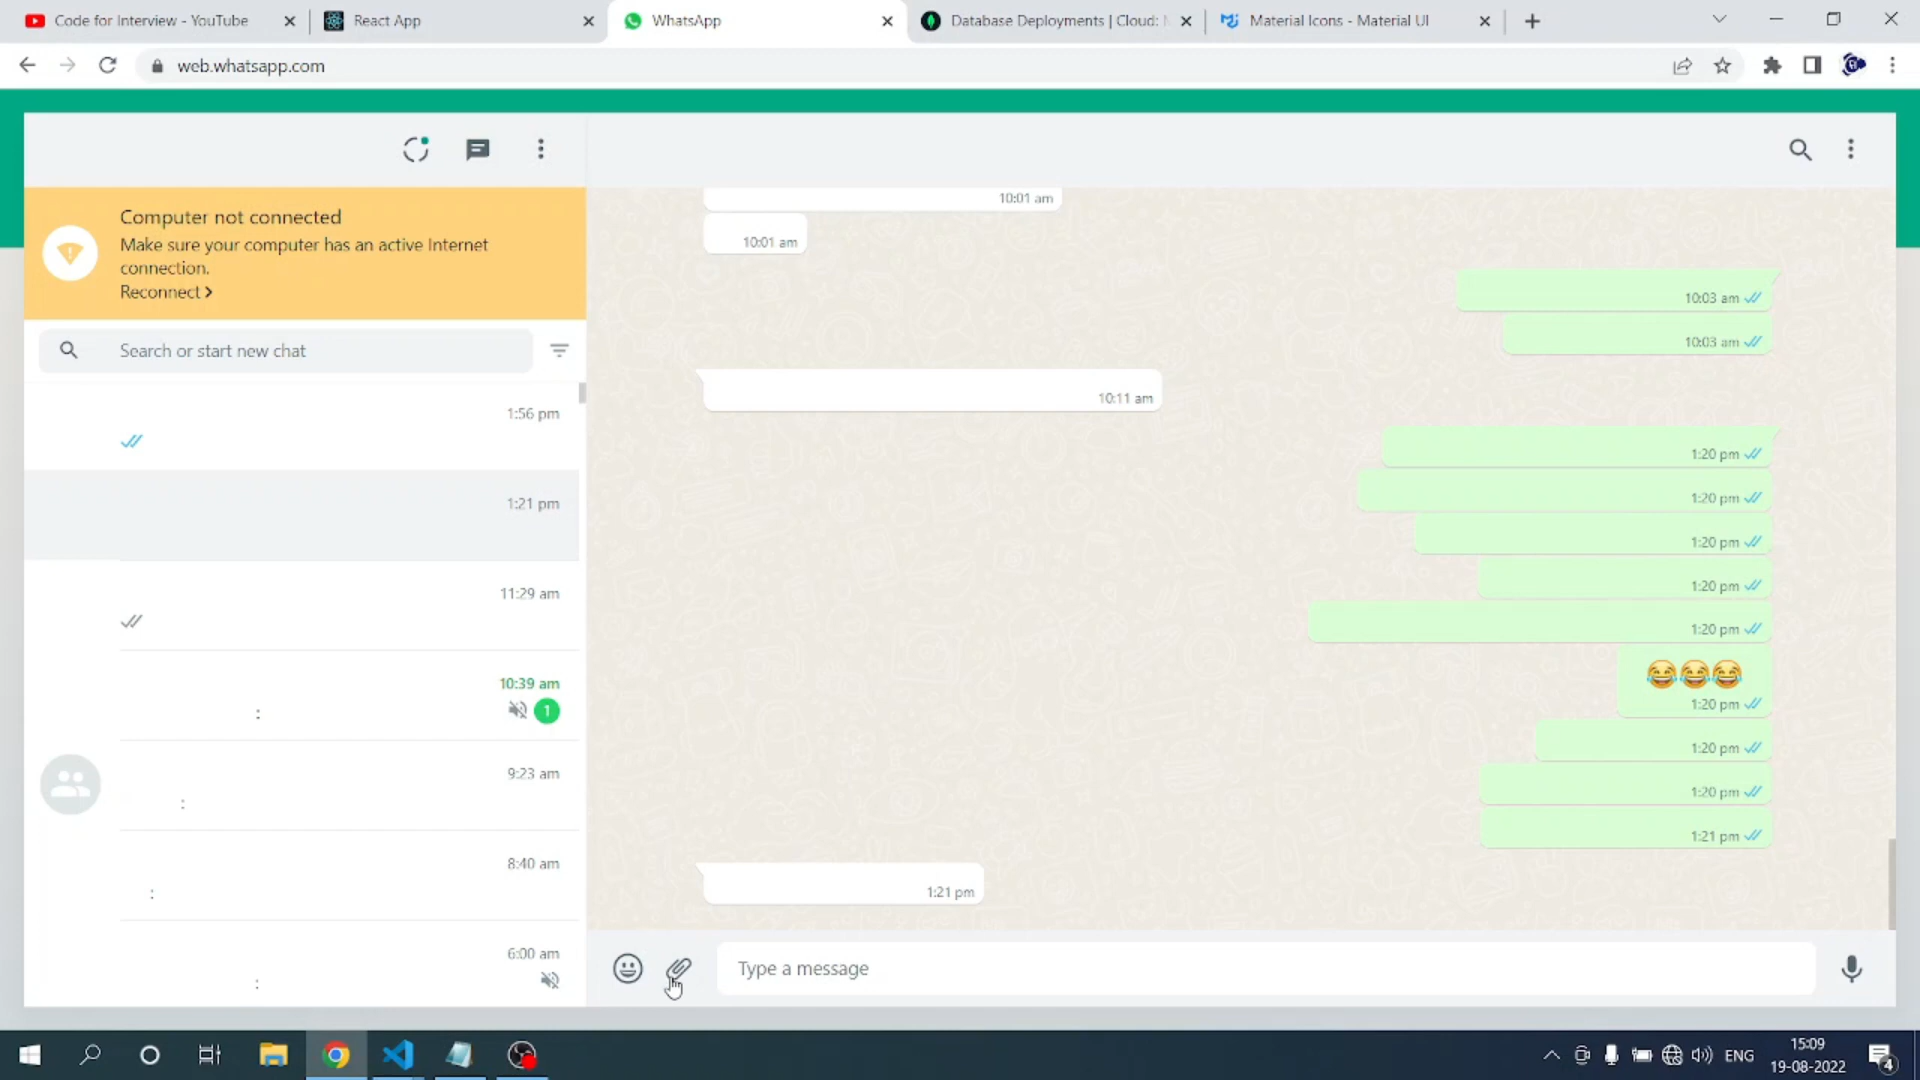 Code for Interview - YouTube
React App
WhatsApp
Database Deployments | Cloud:
Material Icons - Material UI
web.whatsapp.com
Computer not connected
Make sure your computer has an active Internet
connection.
Reconnect >
Search or start new chat
1:56 pm
1:21 pm
11:29 am
10:39 am
:
1
9:23 am
:
8:40 am
:
6:00 am
:
10:01 am
10:01 am
10:03 am
10:03 am
10:11 am
1:20 pm
1:20 pm
1:20 pm
1:20 pm
1:20 pm
😂😂😂
1:20 pm
1:20 pm
1:20 pm
1:21 pm
1:21 pm
Type a message
ENG
15:09
19-08-2022
4